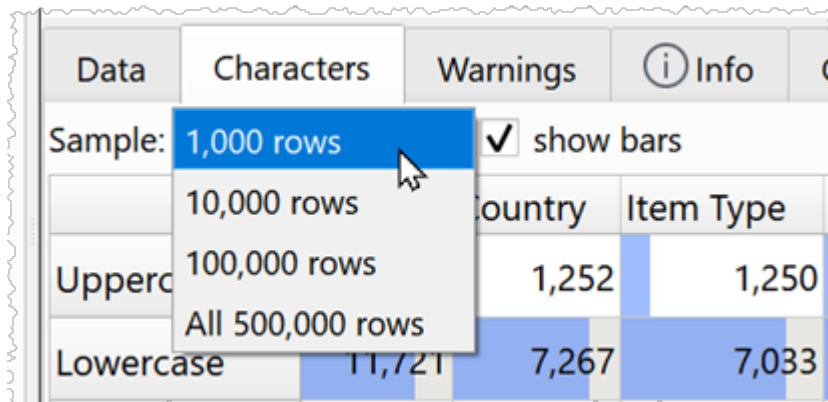 Data Characters Warnings i Info
Sample: 1,000 rows show bars
10,000 rows
Country Item Type
100,000 rows
1,252 1,250
All 500,000 rows
Lowercase 11,721 7,267 7,033